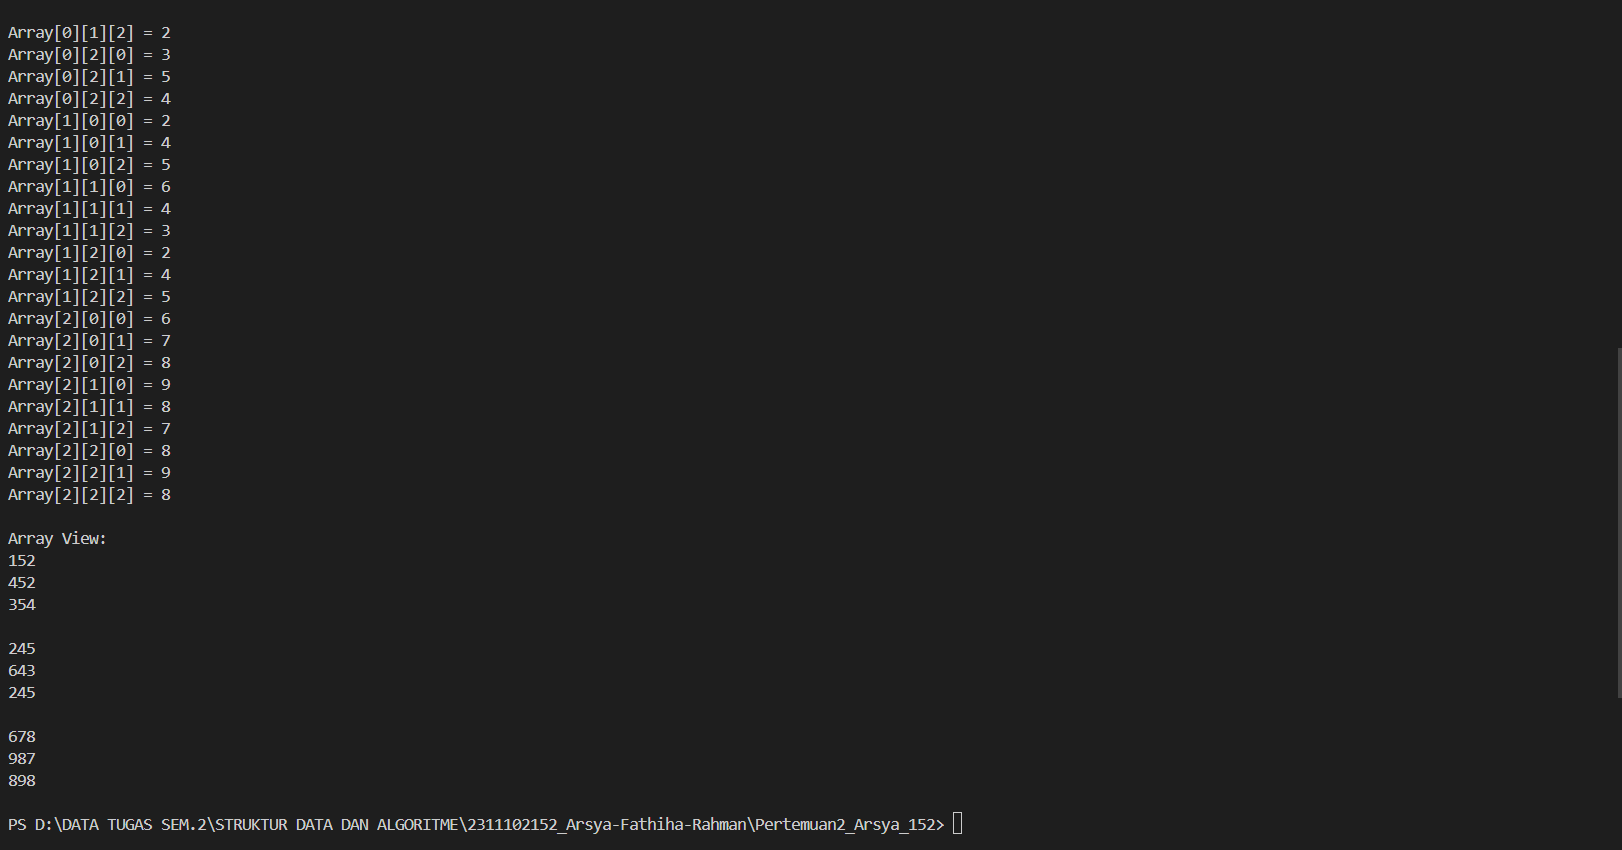 Array[0][1][2] = 2
Array[0][2][0] = 3
Array[0][2][1] = 5
Array[0][2][2] = 4
Array[1][0][0] = 2
Array[1][0][1] = 4
Array[1][0][2] = 5
Array[1][1][0] = 6
Array[1][1][1] = 4
Array[1][1][2] = 3
Array[1][2][0] = 2
Array[1][2][1] = 4
Array[1][2][2] = 5
Array[2][0][0] = 6
Array[2][0][1] = 7
Array[2][0][2] = 8
Array[2][1][0] = 9
Array[2][1][1] = 8
Array[2][1][2] = 7
Array[2][2][0] = 8
Array[2][2][1] = 9
Array[2][2][2] = 8
Array View:
152
452
354
245
643
245
678
987
898
PS D:\DATA TUGAS SEM.2\STRUKTUR DATA DAN ALGORITME\2311102152_Arsya-Fathiha-Rahman\Pertemuan2_Arsya_152>